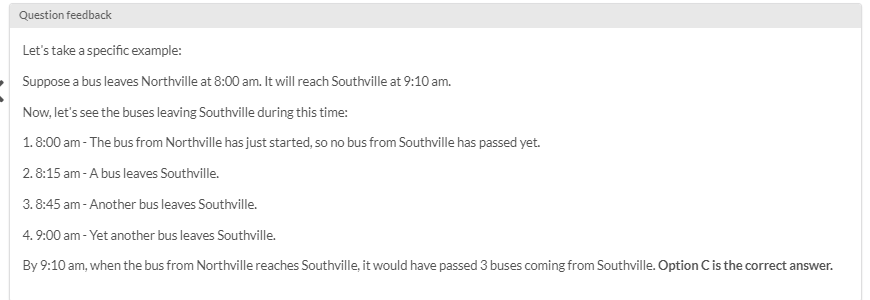 Question feedback
Let's take a specific example:
Suppose a bus leaves Northville at 8:00 am. It will reach Southville at 9:10 am.
Now, let's see the buses leaving Southville during this time:
1. 8:00 am - The bus from Northville has just started, so no bus from Southville has passed yet.
2. 8:15 am - A bus leaves Southville.
3. 8:45 am - Another bus leaves Southville.
4. 9:00 am - Yet another bus leaves Southville.
By 9:10 am, when the bus from Northville reaches Southville, it would have passed 3 buses coming from Southville. Option C is the correct answer.